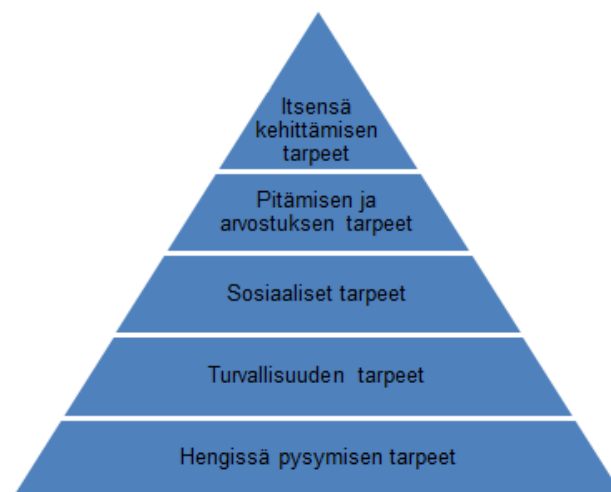 Itsensä
kehittämisen
tarpeet
Pitämisen ja
arvostuksen tarpeet
Sosiaaliset tarpeet
Turvallisuuden tarpeet
Hengissä pysymisen tarpeet